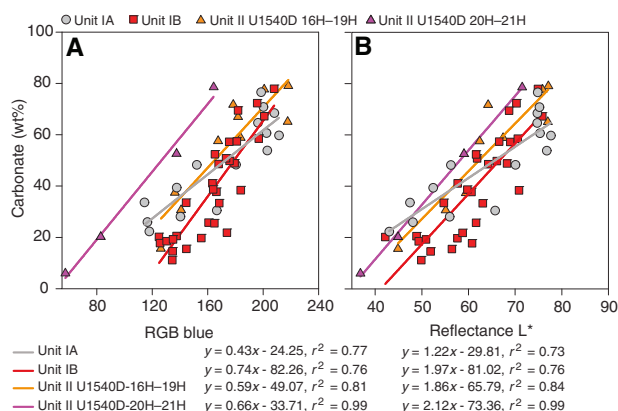 Unit IA Unit IB Unit II U1540D 16H–19H Unit II U1540D 20H–21H
A B
Carbonate (wt%)
100
80
60
40
20
0
80 120 160 200 240
40 50 60 70 80 90
RGB blue Reflectance L*
Unit IA y = 0.43x - 24.25, r² = 0.77 y = 1.22x - 29.81, r² = 0.73
Unit IB y = 0.74x - 82.26, r² = 0.76 y = 1.97x - 81.02, r² = 0.76
Unit II U1540D-16H–19H y = 0.59x - 49.07, r² = 0.81 y = 1.86x - 65.79, r² = 0.84
Unit II U1540D-20H–21H y = 0.66x - 33.71, r² = 0.99 y = 2.12x - 73.36, r² = 0.99